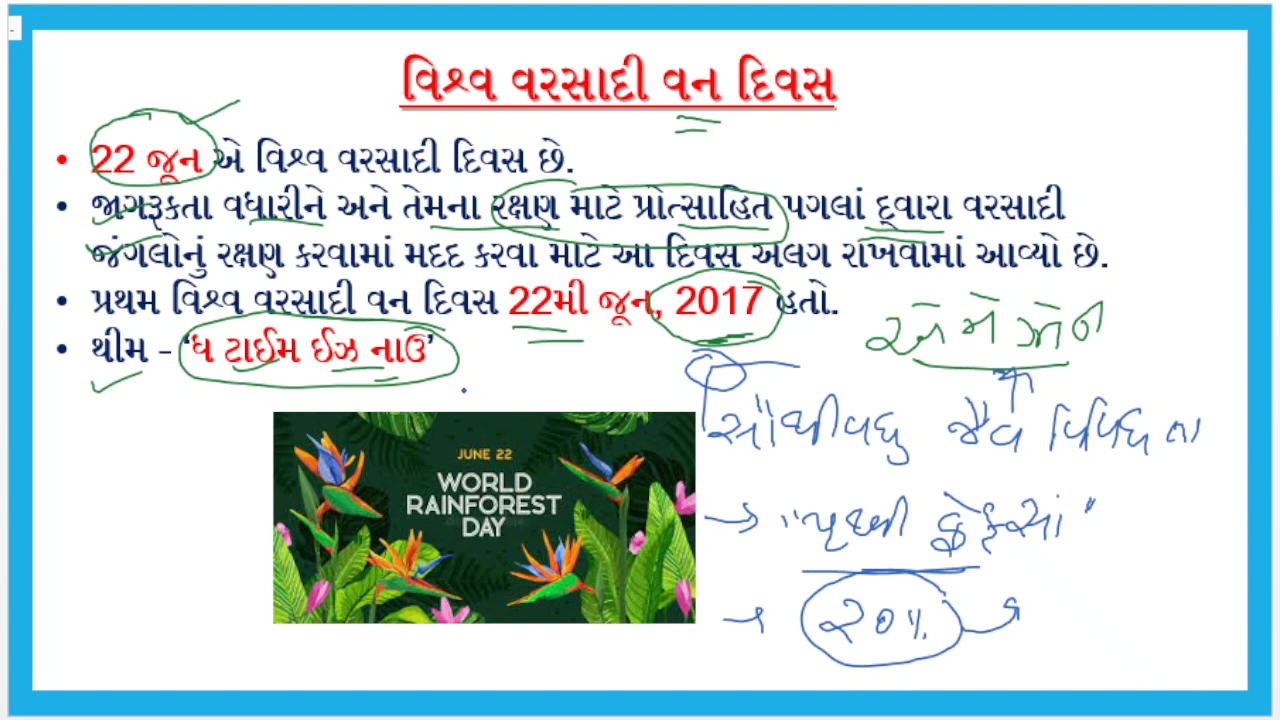 વિશ્વ વરસાદી વન દિવસ
• 22 જૂન એ વિશ્વ વરસાદી દિવસ છે.
• જાગરૂકતા વધારીને અને તેમના રક્ષણ માટે પ્રોત્સાહિત પગલાં દ્વારા વરસાદી
જંગલોનું રક્ષણ કરવામાં મદદ કરવા માટે આ દિવસ અલગ રાખવામાં આવ્યો છે.
• પ્રથમ વિશ્વ વરસાદી વન દિવસ 22મી જૂન, 2017 હતો.
• થીમ - ‘ધ ટાઈમ ઈઝ નાઉ’
એમેઝોન
સૌથી વધુ જૈવ વિવિધતા
JUNE 22
WORLD
RAINFOREST
DAY
→ "પૃથ્વી ફેફસાં"
→ ૨૦%